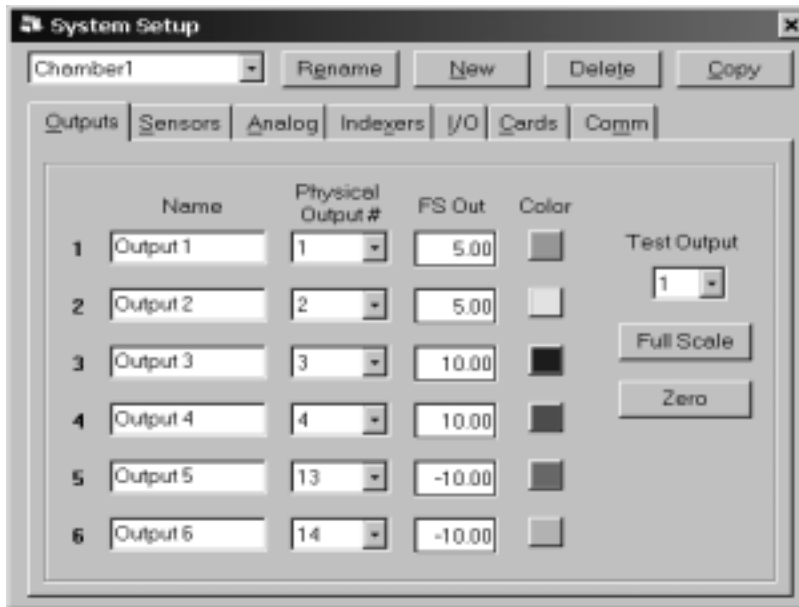 System Setup
Chamber1 Rename New Delete Copy
Outputs Sensors Analog Indexers I/O Cards Comm
Name Physical Output # FS Out Color
1 Output 1 1 5.00
2 Output 2 2 5.00
3 Output 3 3 10.00
4 Output 4 4 10.00
5 Output 5 13 -10.00
6 Output 6 14 -10.00
Test Output
1
Full Scale
Zero